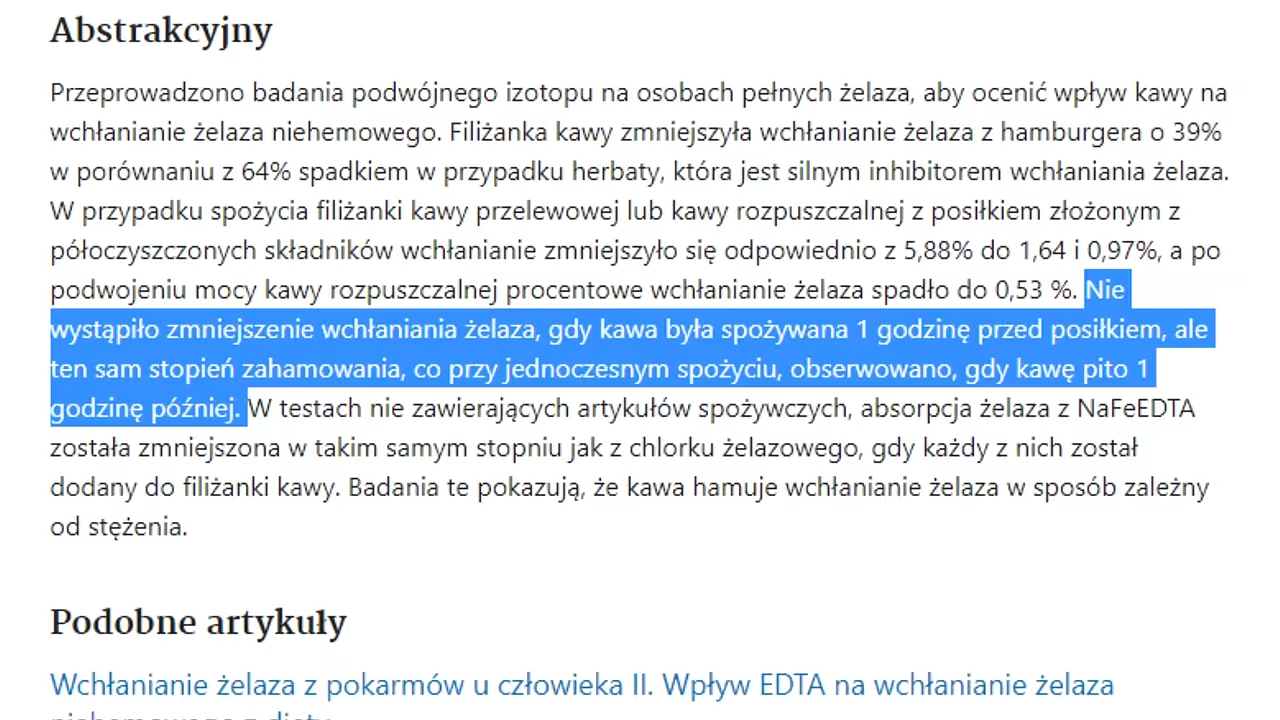 Abstrakcyjny
Przeprowadzono badania podwójnego izotopu na osobach pełnych żelaza, aby ocenić wpływ kawy na
wchłanianie żelaza niehemowego. Filiżanka kawy zmniejszyła wchłanianie żelaza z hamburgera o 39%
w porównaniu z 64% spadkiem w przypadku herbaty, która jest silnym inhibitorem wchłaniania żelaza.
W przypadku spożycia filiżanki kawy przelewowej lub kawy rozpuszczalnej z posiłkiem złożonym z
półoczyszczonych składników wchłanianie zmniejszyło się odpowiednio z 5,88% do 1,64 i 0,97%, a po
podwojeniu mocy kawy rozpuszczalnej procentowe wchłanianie żelaza spadło do 0,53 %. Nie
wystąpiło zmniejszenie wchłaniania żelaza, gdy kawa była spożywana 1 godzinę przed posiłkiem, ale
ten sam stopień zahamowania, co przy jednoczesnym spożyciu, obserwowano, gdy kawę pito 1
godzinę później. W testach nie zawierających artykułów spożywczych, absorpcja żelaza z NaFeEDTA
została zmniejszona w takim samym stopniu jak z chlorku żelazowego, gdy każdy z nich został
dodany do filiżanki kawy. Badania te pokazują, że kawa hamuje wchłanianie żelaza w sposób zależny
od stężenia.
Podobne artykuły
Wchłanianie żelaza z pokarmów u człowieka II. Wpływ EDTA na wchłanianie żelaza
niehemowego z diety